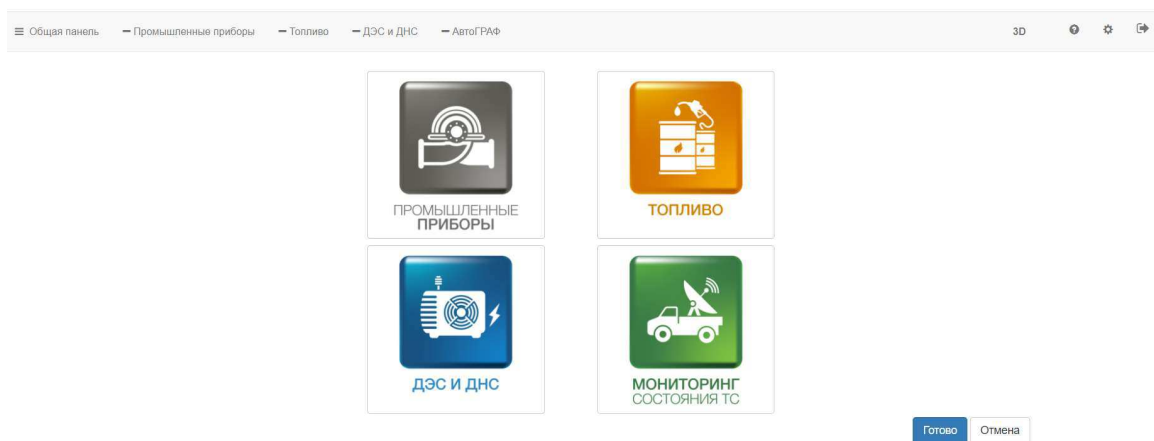 Общая панель Промышленные приборы Топливо ДЭС и ДНС АвтоГРАФ 3D
ПРОМЫШЛЕННЫЕ
ПРИБОРЫ
ТОПЛИВО
ДЭС И ДНС
МОНИТОРИНГ
СОСТОЯНИЯ ТС
Готово Отмена